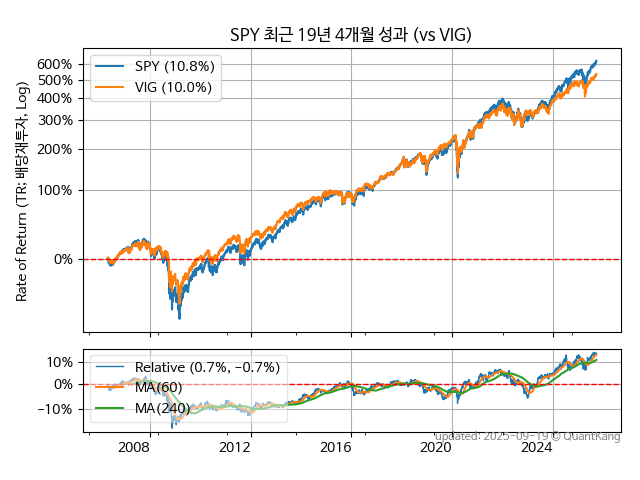 SPY 최근 19년 4개월 성과 (vs VIG)
Rate of Return (TR: 배당재투자, Log)
600%
500%
400%
300%
200%
100%
0%
SPY (10.8%)
VIG (10.0%)
10%
0%
−10%
Relative (0.7%, −0.7%)
MA(60)
MA(240)
2008
2012
2016
2020
2024
updated: 2025-09-19 © QuantKang